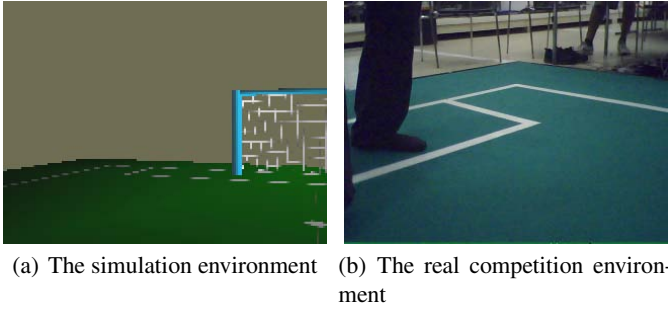 (a) The simulation environment
(b) The real competition environ-
ment